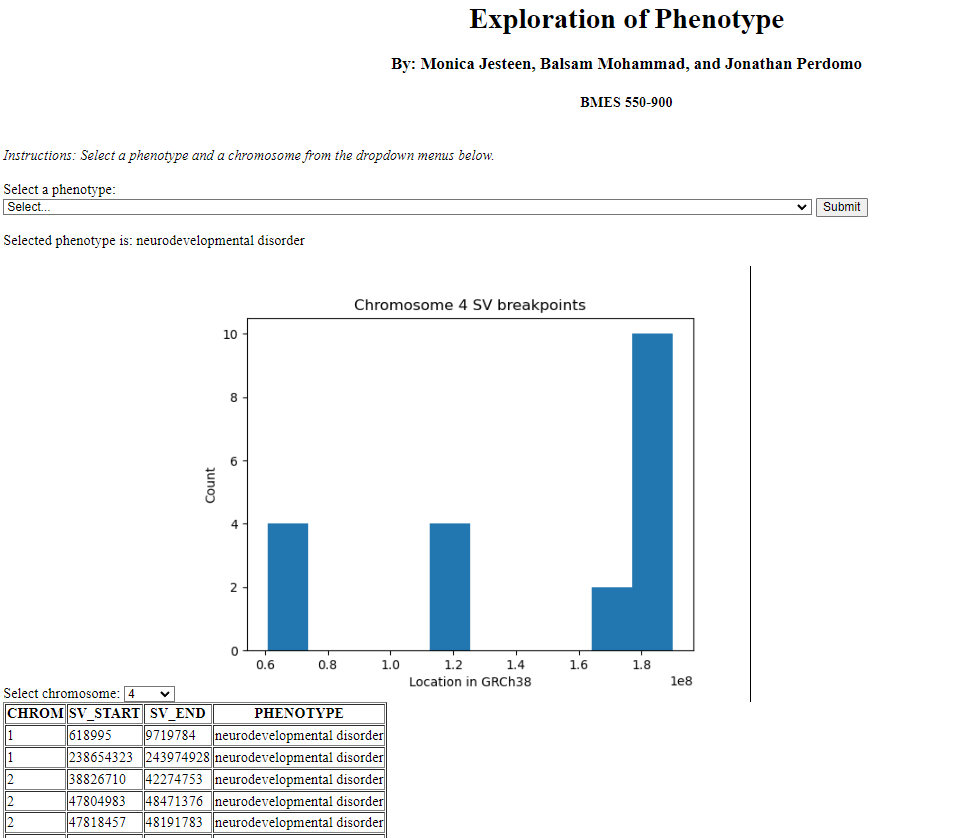 Exploration of Phenotype
By: Monica Jesteen, Balsam Mohammad, and Jonathan Perdomo
BMES 550-900
Instructions: Select a phenotype and a chromosome from the dropdown menus below.
Select a phenotype:
Select... Submit
Selected phenotype is: neurodevelopmental disorder
Chromosome 4 SV breakpoints
10
8
6
4
2
0
Count
0.6 0.8 1.0 1.2 1.4 1.6 1.8
Location in GRCh38
1e8
Select chromosome: 4
CHROM SV_START SV_END PHENOTYPE
1 618995 9719784 neurodevelopmental disorder
1 238654323 243974928 neurodevelopmental disorder
2 38826710 42274753 neurodevelopmental disorder
2 47804983 48471376 neurodevelopmental disorder
2 47818457 48191783 neurodevelopmental disorder